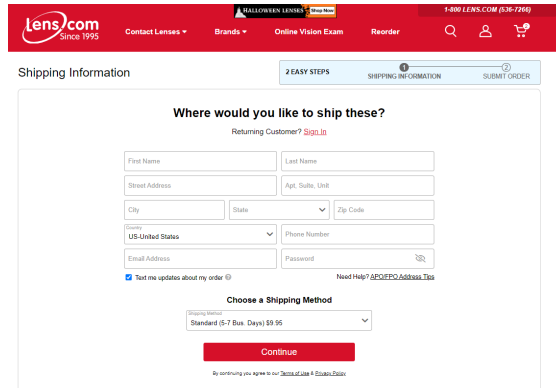 HALLOWEEN LENSES Shop Now
1-800 LENS.COM (536-7266)
Lens.com
Since 1995
Contact Lenses
Brands
Online Vision Exam
Reorder
2
Shipping Information
2 EASY STEPS
1
SHIPPING INFORMATION
2
SUBMIT ORDER
Where would you like to ship these?
Returning Customer? Sign In
First Name
Last Name
Street Address
Apt, Suite, Unit
City
State
Zip Code
Country
US-United States
Phone Number
Email Address
Password
Text me updates about my order
Need Help? APO/FPO Address Tips
Choose a Shipping Method
Shipping Method
Standard (5-7 Bus. Days) $9.95
Continue
By continuing you agree to our Terms of Use & Privacy Policy